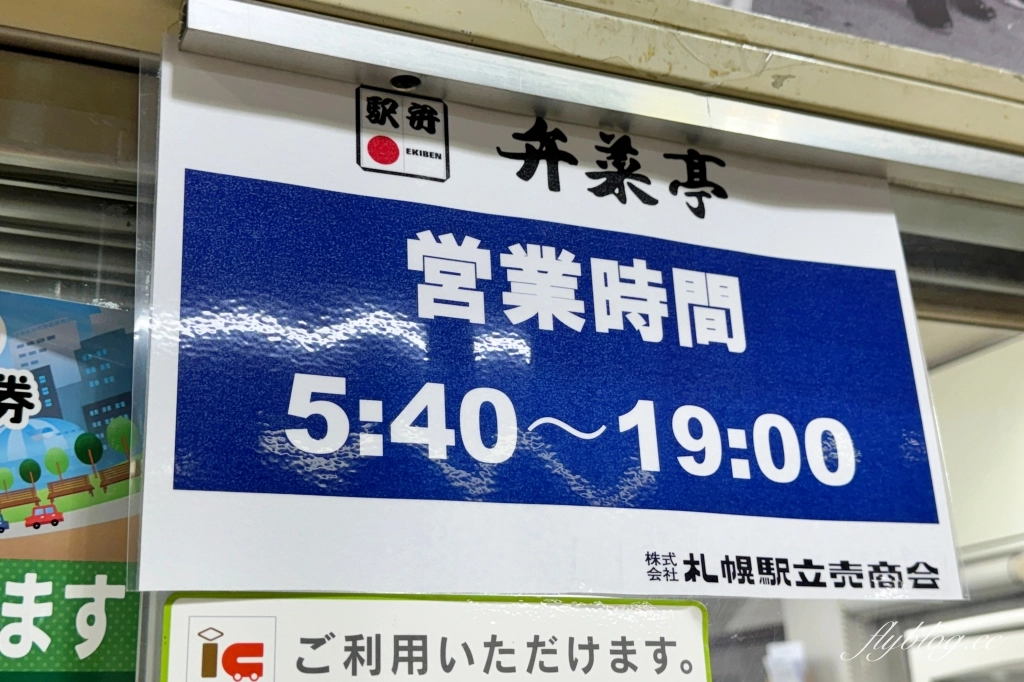 駅弁
EKIBEN
弁菜亭
営業時間
5:40～19:00
株式会社 札幌駅立売商会
券
ます
ic
ご利用いただけます。
flyblog.cc